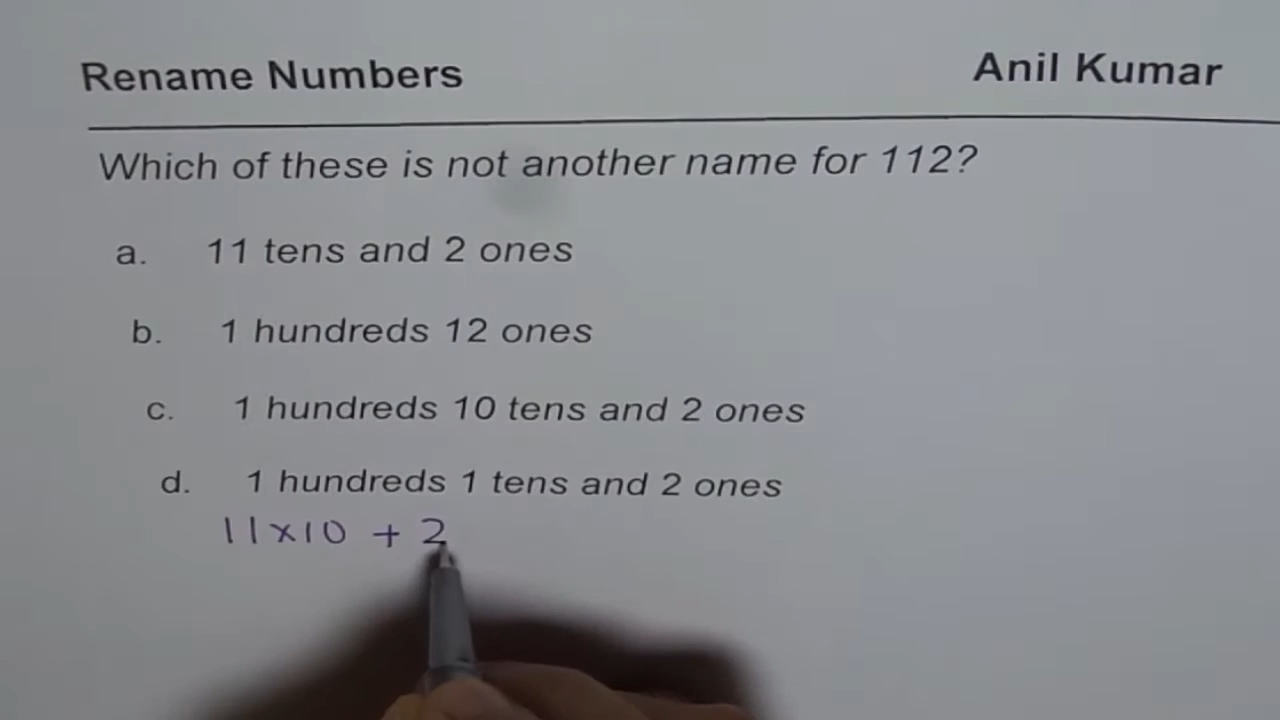 Rename Numbers Anil Kumar
Which of these is not another name for 112?
a. 11 tens and 2 ones
b. 1 hundreds 12 ones
c. 1 hundreds 10 tens and 2 ones
d. 1 hundreds 1 tens and 2 ones
11×10 + 2